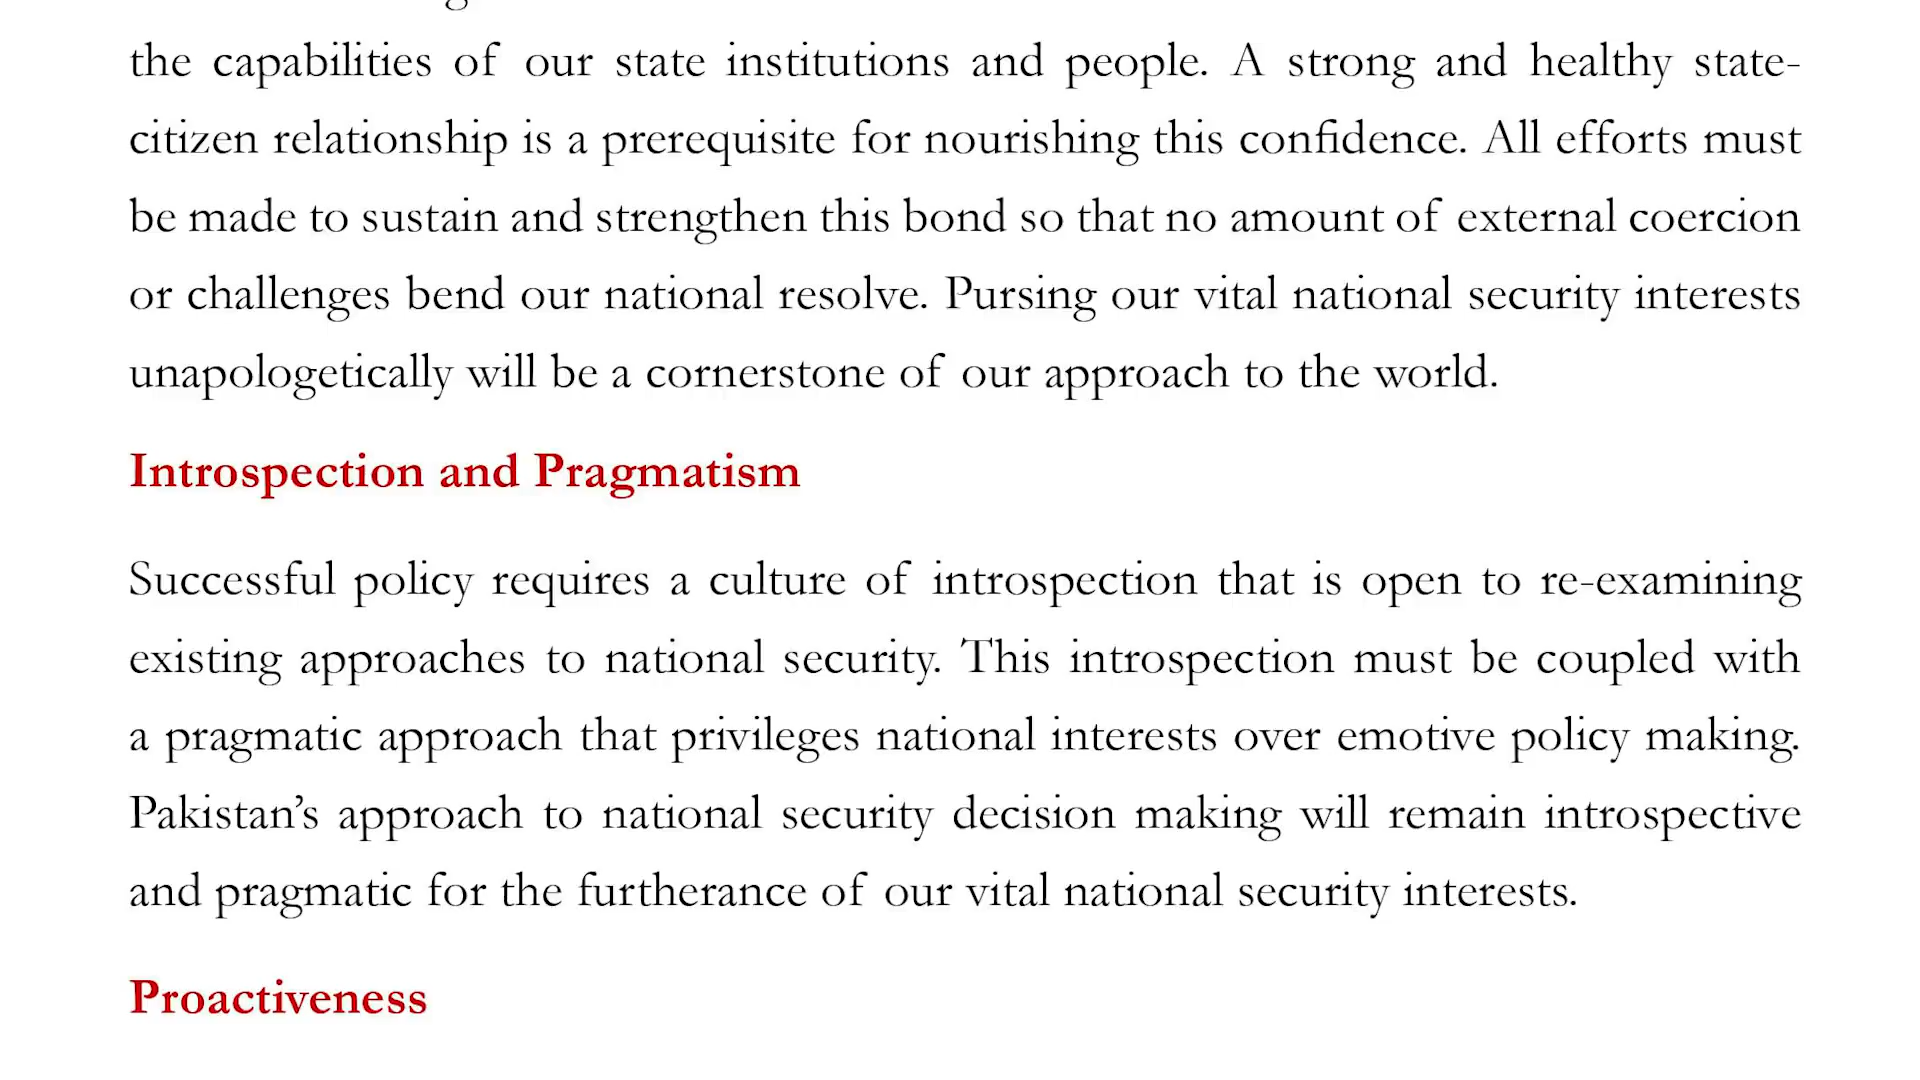 the capabilities of our state institutions and people. A strong and healthy state-
citizen relationship is a prerequisite for nourishing this confidence. All efforts must
be made to sustain and strengthen this bond so that no amount of external coercion
or challenges bend our national resolve. Pursing our vital national security interests
unapologetically will be a cornerstone of our approach to the world.
Introspection and Pragmatism
Successful policy requires a culture of introspection that is open to re-examining
existing approaches to national security. This introspection must be coupled with
a pragmatic approach that privileges national interests over emotive policy making.
Pakistan’s approach to national security decision making will remain introspective
and pragmatic for the furtherance of our vital national security interests.
Proactiveness